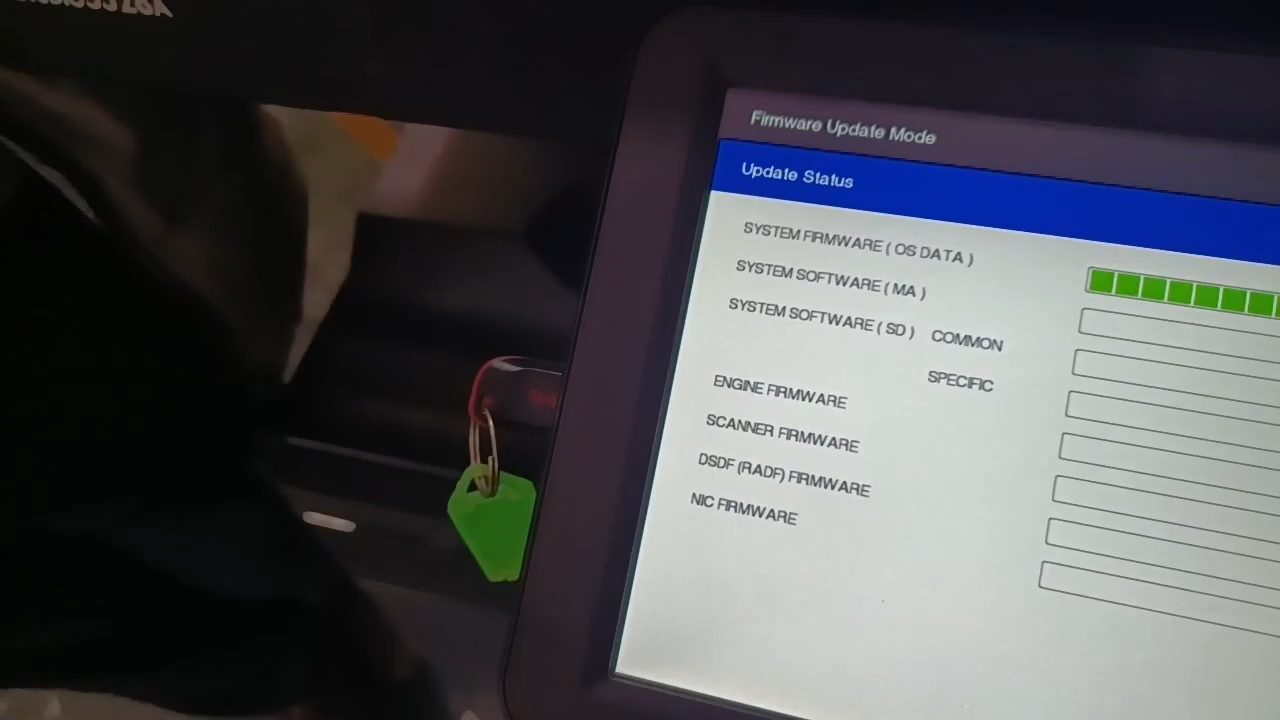 Firmware Update Mode
Update Status
SYSTEM FIRMWARE ( OS DATA )
SYSTEM SOFTWARE ( MA )
SYSTEM SOFTWARE ( SD ) COMMON
SPECIFIC
ENGINE FIRMWARE
SCANNER FIRMWARE
DSDF (RADF) FIRMWARE
NIC FIRMWARE